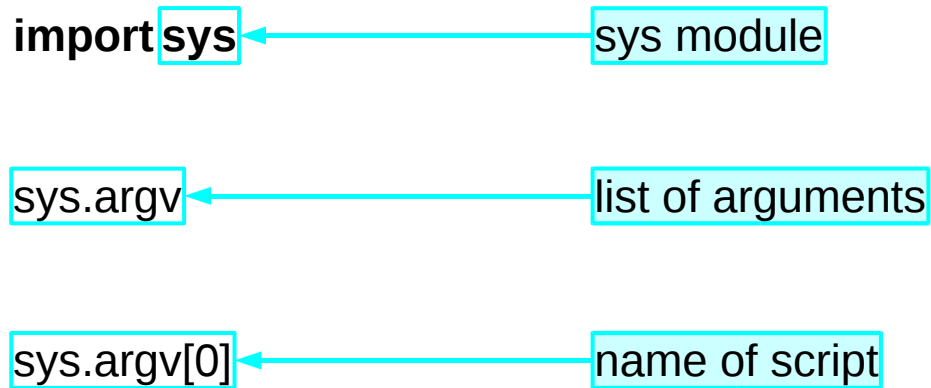 import sys sys module
sys.argv list of arguments
sys.argv[0] name of script